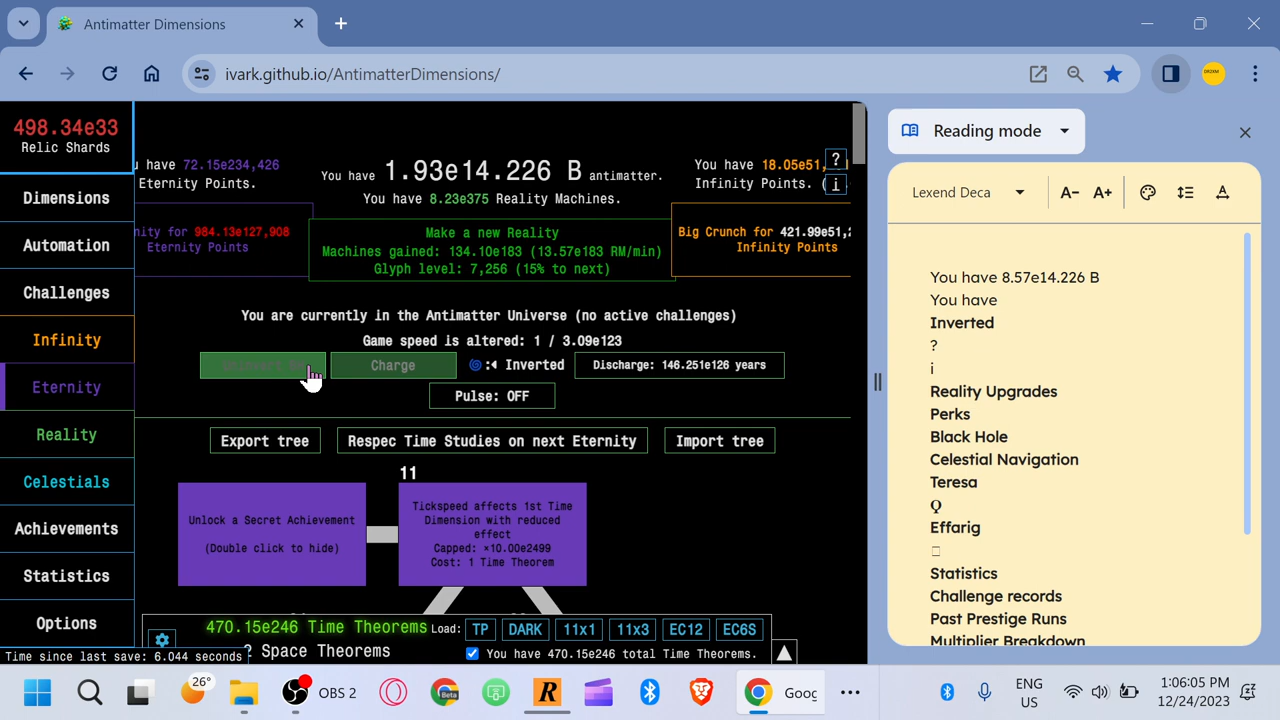 Antimatter Dimensions
ivark.github.io/AntimatterDimensions/
498.34e33
Relic Shards
Dimensions
Automation
Challenges
Infinity
Eternity
Reality
Celestials
Achievements
Statistics
Options
Time since last save: 6.044 seconds
u have 72.15e234,426
Eternity Points.
You have 1.93e14.226 B antimatter.
You have 8.23e375 Reality Machines.
You have 18.05e51,
Infinity Points. (
?
i
nity for 984.13e127,908
Eternity Points
Make a new Reality
Machines gained: 134.10e183 (13.57e183 RM/min)
Glyph level: 7,256 (15% to next)
Big Crunch for 421.99e51,2
Infinity Points
You are currently in the Antimatter Universe (no active challenges)
Game speed is altered: 1 / 3.09e123
Charge
Inverted
Discharge: 146.251e126 years
Pulse: OFF
Export tree
Respec Time Studies on next Eternity
Import tree
11
Unlock a Secret Achievement
(Double click to hide)
Tickspeed affects 1st Time
Dimension with reduced
effect
Capped: ×10.00e2499
Cost: 1 Time Theorem
470.15e246 Time Theorems
Load: TP DARK 11x1 11x3 EC12 EC6S
? Space Theorems
You have 470.15e246 total Time Theorems.
▲
Reading mode
Lexend Deca
A- A+
You have 8.57e14.226 B
You have
Inverted
?
i
Reality Upgrades
Perks
Black Hole
Celestial Navigation
Teresa
Ϙ
Effarig
Statistics
Challenge records
Past Prestige Runs
Multiplier Breakdown
26°
OBS 2
Beta
R
Goog
ENG
US
1:06:05 PM
12/24/2023